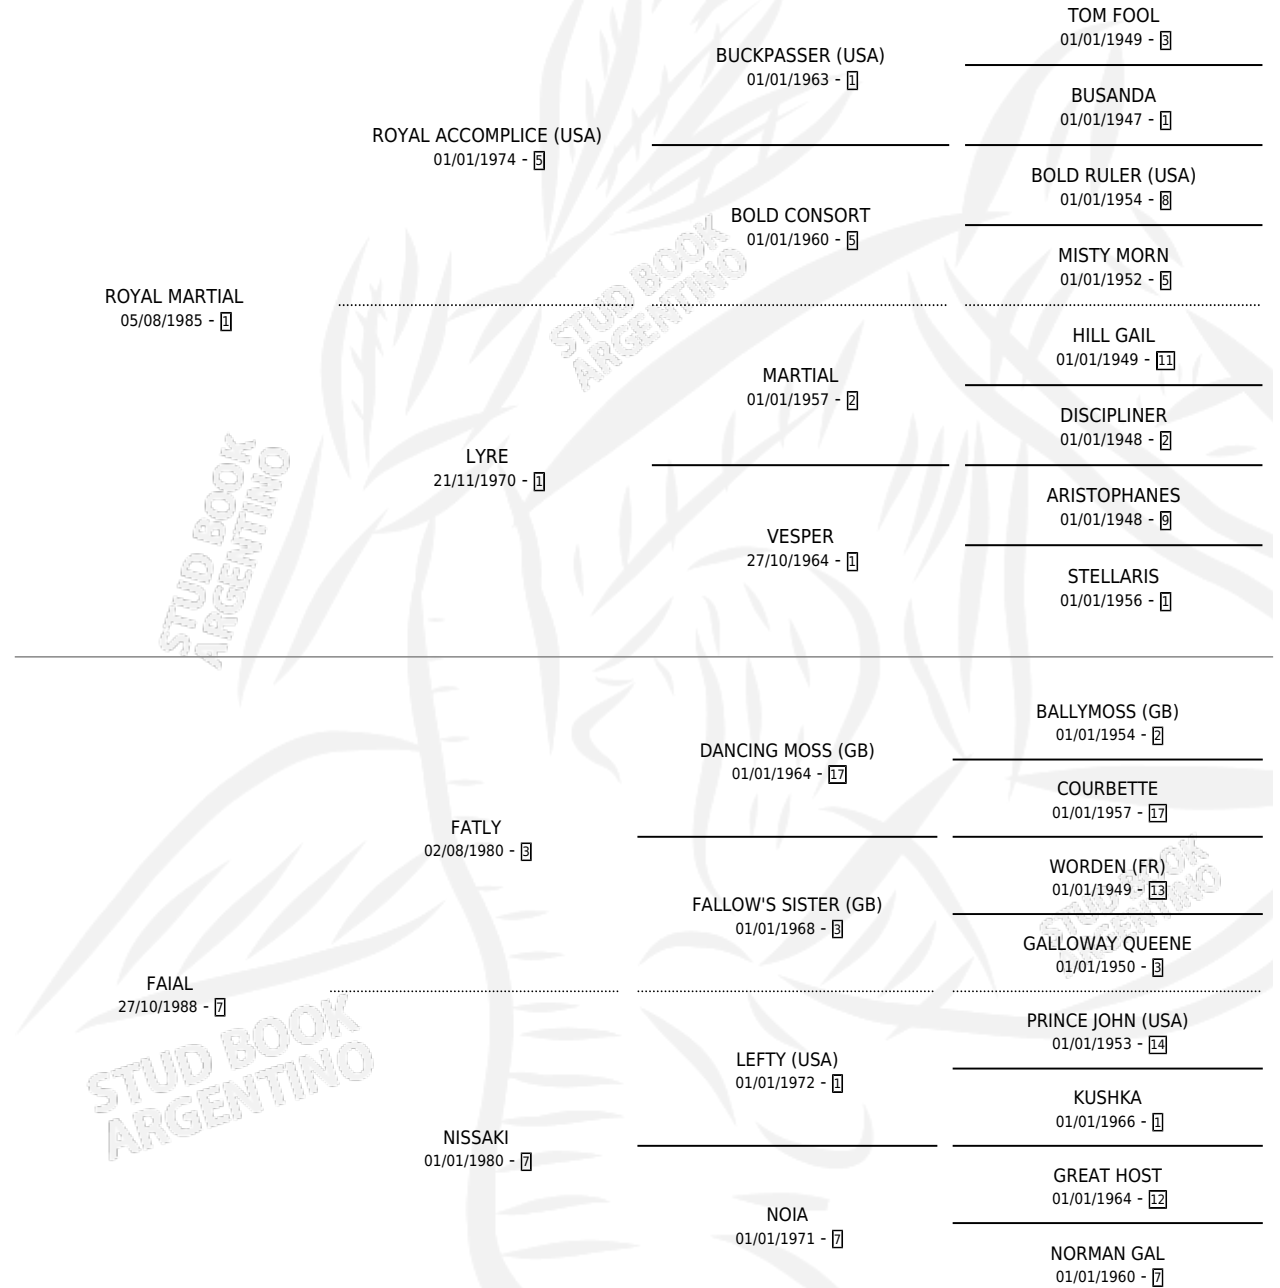 TOM FOOL
01/01/1949 - 3
BUCKPASSER (USA)
01/01/1963 - 1
BUSANDA
01/01/1947 - 1
ROYAL ACCOMPLICE (USA)
01/01/1974 - 5
BOLD RULER (USA)
01/01/1954 - 8
BOLD CONSORT
01/01/1960 - 5
MISTY MORN
01/01/1952 - 5
ROYAL MARTIAL
05/08/1985 - 1
STUD BOOK
ARGENTINO
HILL GAIL
01/01/1949 - 11
MARTIAL
01/01/1957 - 2
DISCIPLINER
01/01/1948 - 2
LYRE
21/11/1970 - 1
ARISTOPHANES
01/01/1948 - 9
VESPER
27/10/1964 - 1
STELLARIS
01/01/1956 - 1
STUD BOOK
ARGENTINO
BALLYMOSS (GB)
01/01/1954 - 2
DANCING MOSS (GB)
01/01/1964 - 17
COURBETTE
01/01/1957 - 17
FATLY
02/08/1980 - 3
WORDEN (FR)
01/01/1949 - 13
FALLOW'S SISTER (GB)
01/01/1968 - 3
STUD BOOK
ARGENTINO
GALLOWAY QUEENE
01/01/1950 - 3
FAIAL
27/10/1988 - 7
STUD BOOK
ARGENTINO
PRINCE JOHN (USA)
01/01/1953 - 14
LEFTY (USA)
01/01/1972 - 1
KUSHKA
01/01/1966 - 1
NISSAKI
01/01/1980 - 7
GREAT HOST
01/01/1964 - 12
NOIA
01/01/1971 - 7
NORMAN GAL
01/01/1960 - 7